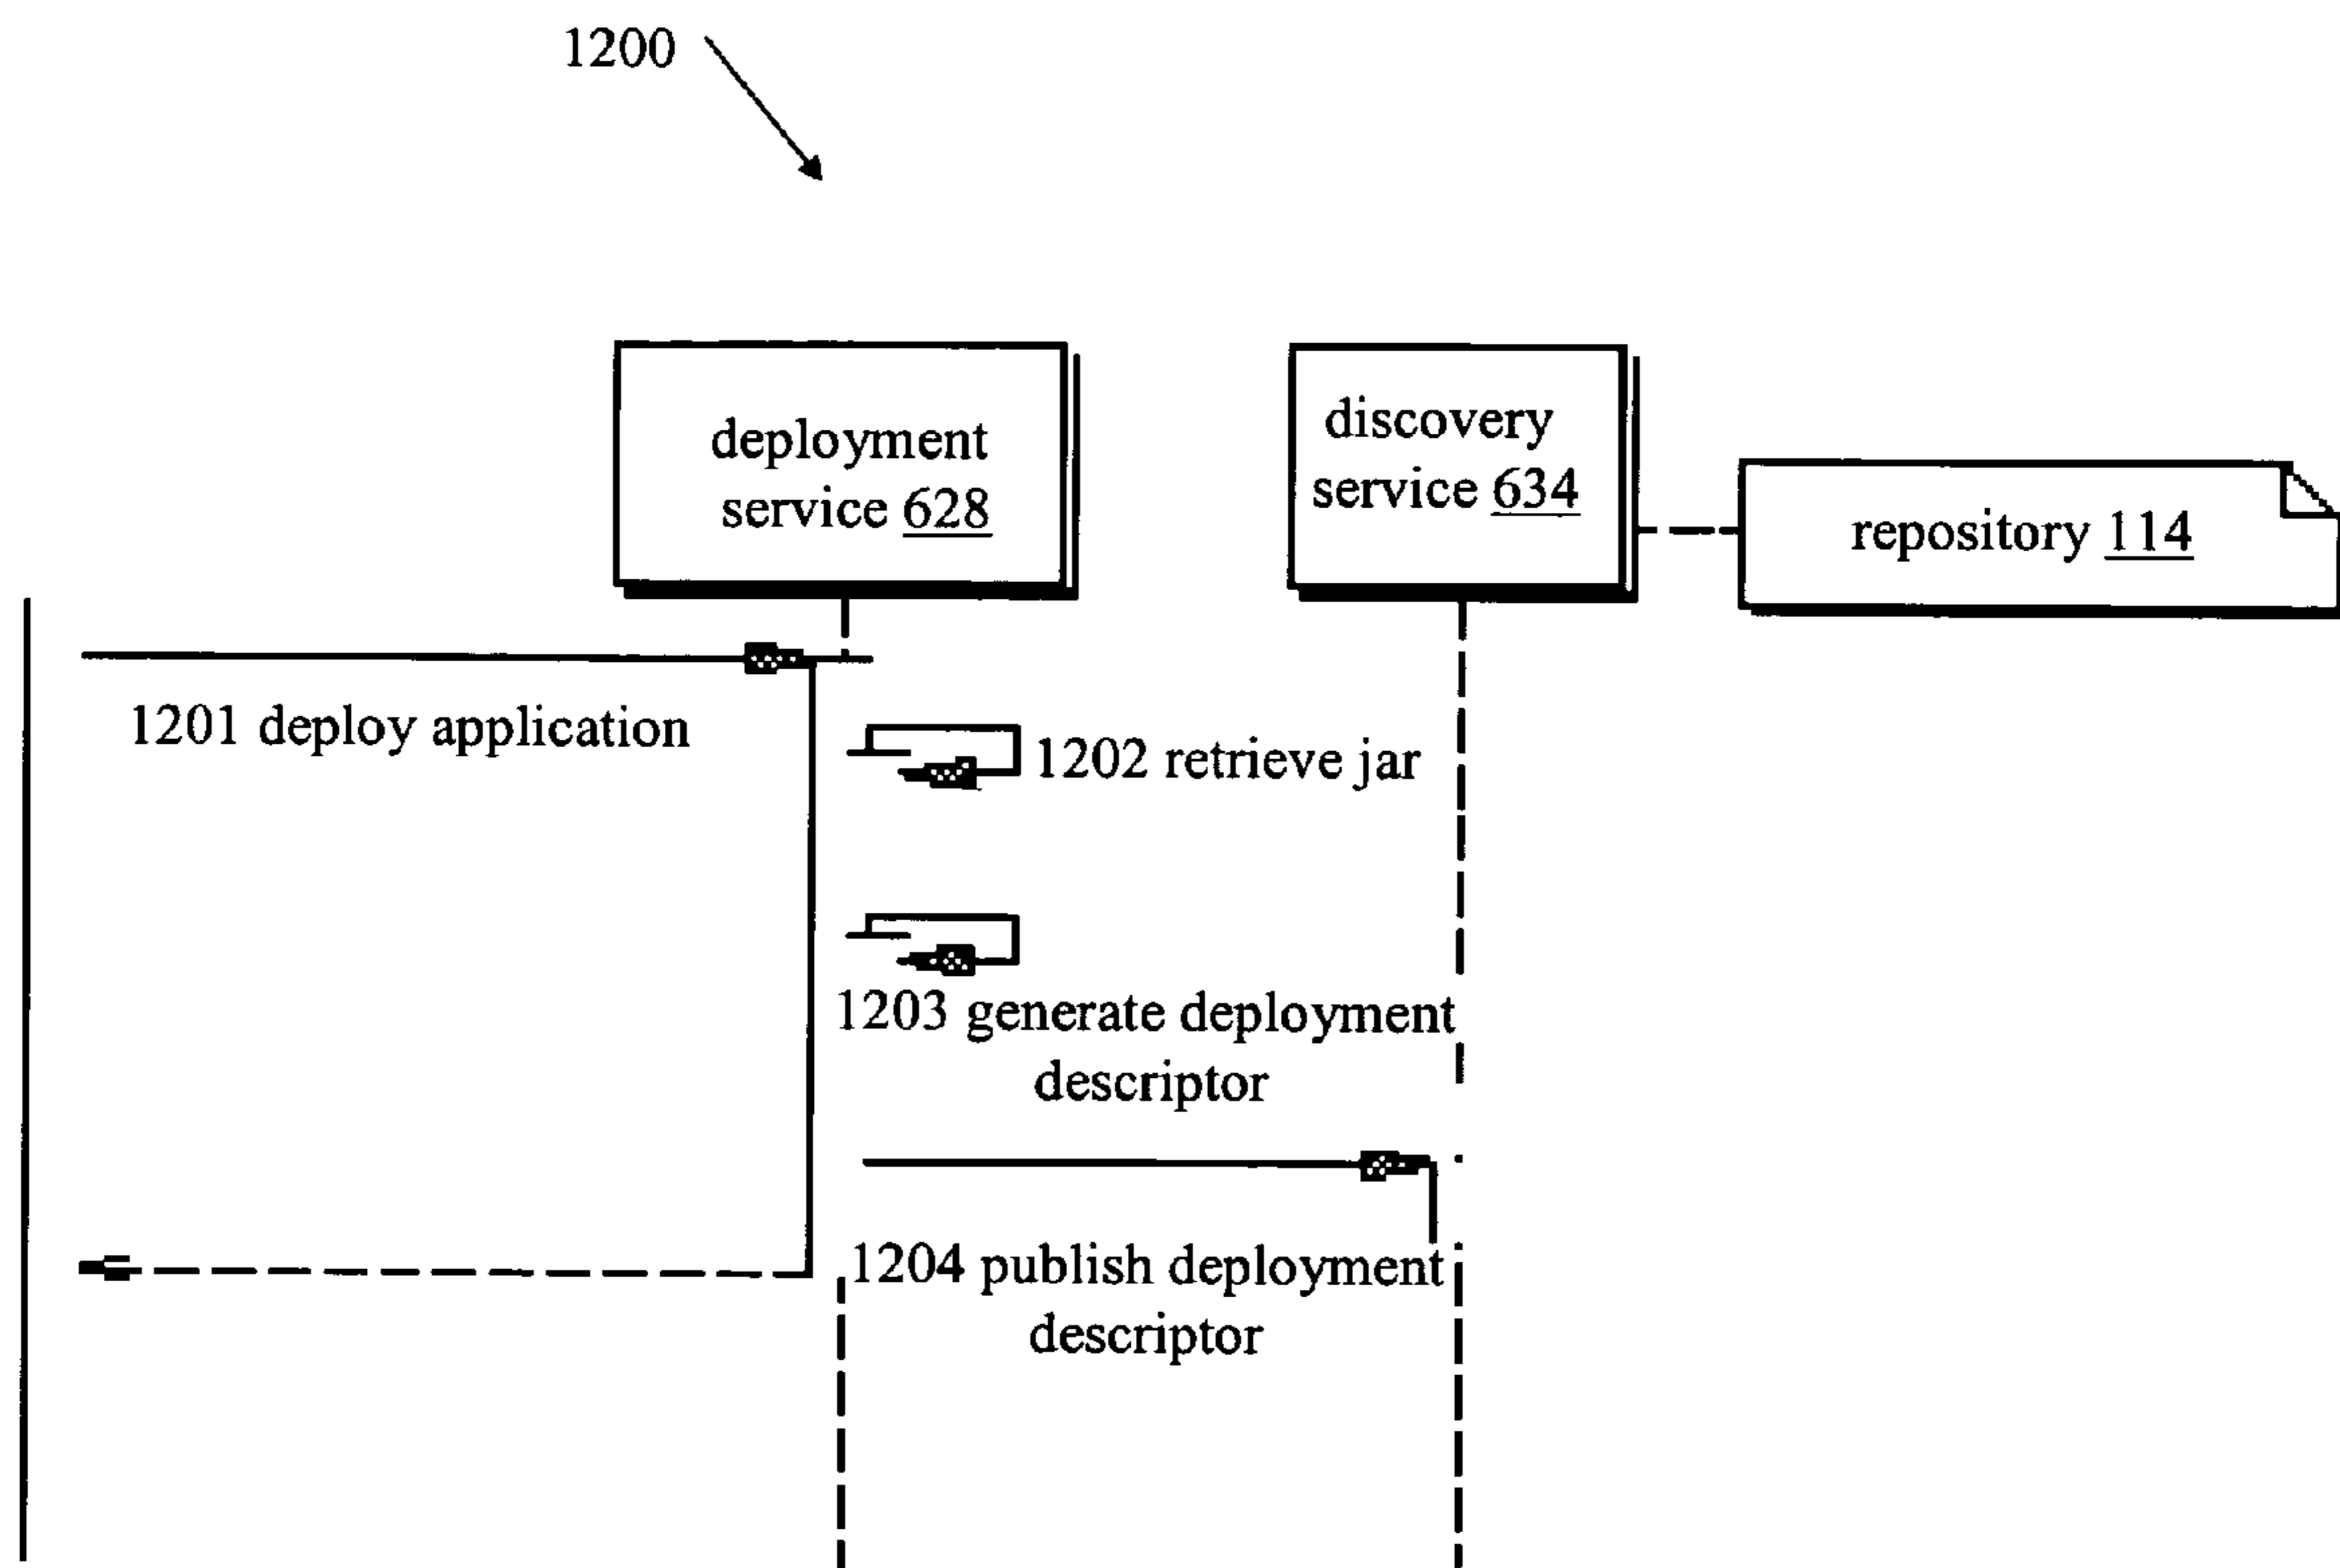 1200
deployment
service 628
discovery
service 634
repository 114
1201 deploy application
1202 retrieve jar
1203 generate deployment
descriptor
1204 publish deployment
descriptor